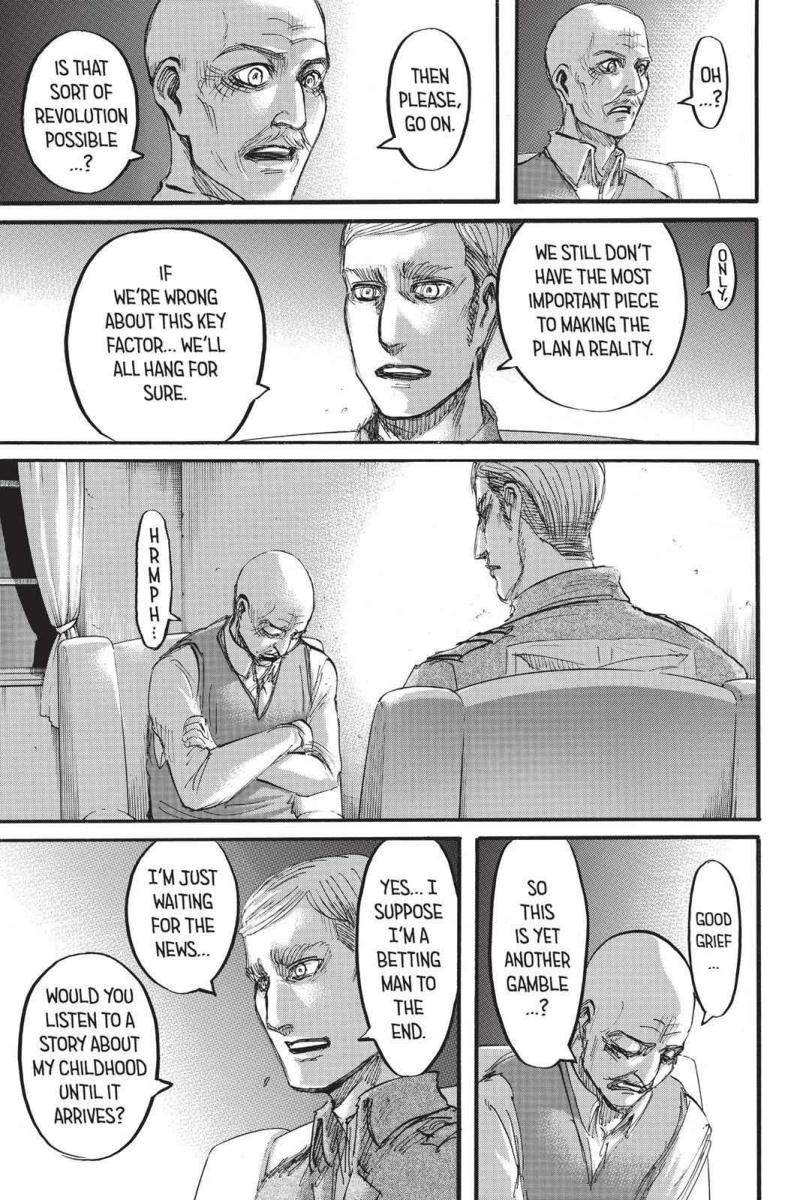 OH
...?
THEN
PLEASE,
GO ON.
IS THAT
SORT OF
REVOLUTION
POSSIBLE
...?
ONLY,
WE STILL DON'T
HAVE THE MOST
IMPORTANT PIECE
TO MAKING THE
PLAN A REALITY.
IF
WE'RE WRONG
ABOUT THIS KEY
FACTOR... WE'LL
ALL HANG FOR
SURE.
HRMPH...
GOOD
GRIEF
...
SO
THIS
IS YET
ANOTHER
GAMBLE
...?
YES... I
SUPPOSE
I'M A
BETTING
MAN TO
THE
END.
I'M JUST
WAITING
FOR THE
NEWS...
WOULD YOU
LISTEN TO A
STORY ABOUT
MY CHILDHOOD
UNTIL IT
ARRIVES?